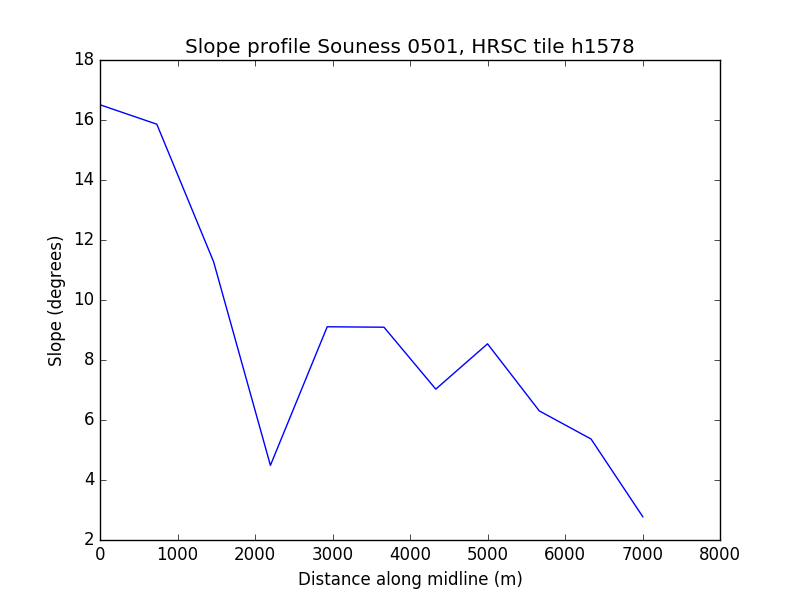 Slope profile Souness 0501, HRSC tile h1578
18
16
14
12
10
8
6
4
2
Slope (degrees)
0 1000 2000 3000 4000 5000 6000 7000 8000
Distance along midline (m)